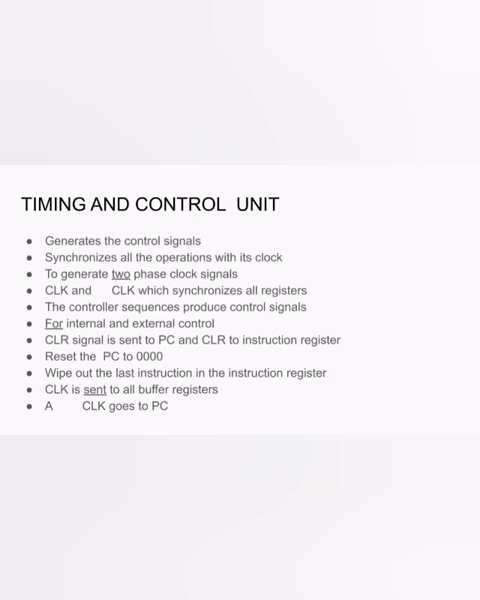 TIMING AND CONTROL  UNIT
● Generates the control signals
● Synchronizes all the operations with its clock
● To generate two phase clock signals
● CLK and      CLK which synchronizes all registers
● The controller sequences produce control signals
● For internal and external control
● CLR signal is sent to PC and CLR to instruction register
● Reset the  PC to 0000
● Wipe out the last instruction in the instruction register
● CLK is sent to all buffer registers
● A        CLK goes to PC